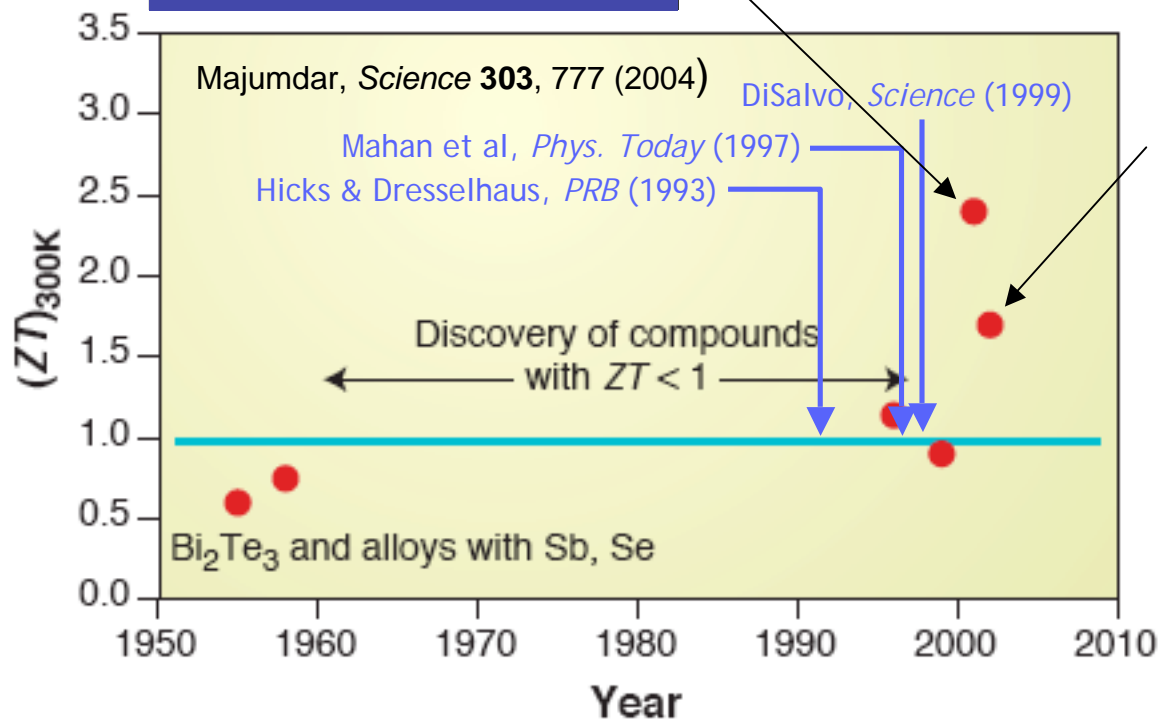 3.5
3.0
2.5
2.0
1.5
1.0
0.5
0.0
(ZT)300K
Majumdar, Science 303, 777 (2004)
DiSalvo, Science (1999)
Mahan et al, Phys. Today (1997)
Hicks & Dresselhaus, PRB (1993)
Discovery of compounds
with ZT < 1
Bi₂Te₃ and alloys with Sb, Se
1950 1960 1970 1980 1990 2000 2010
Year